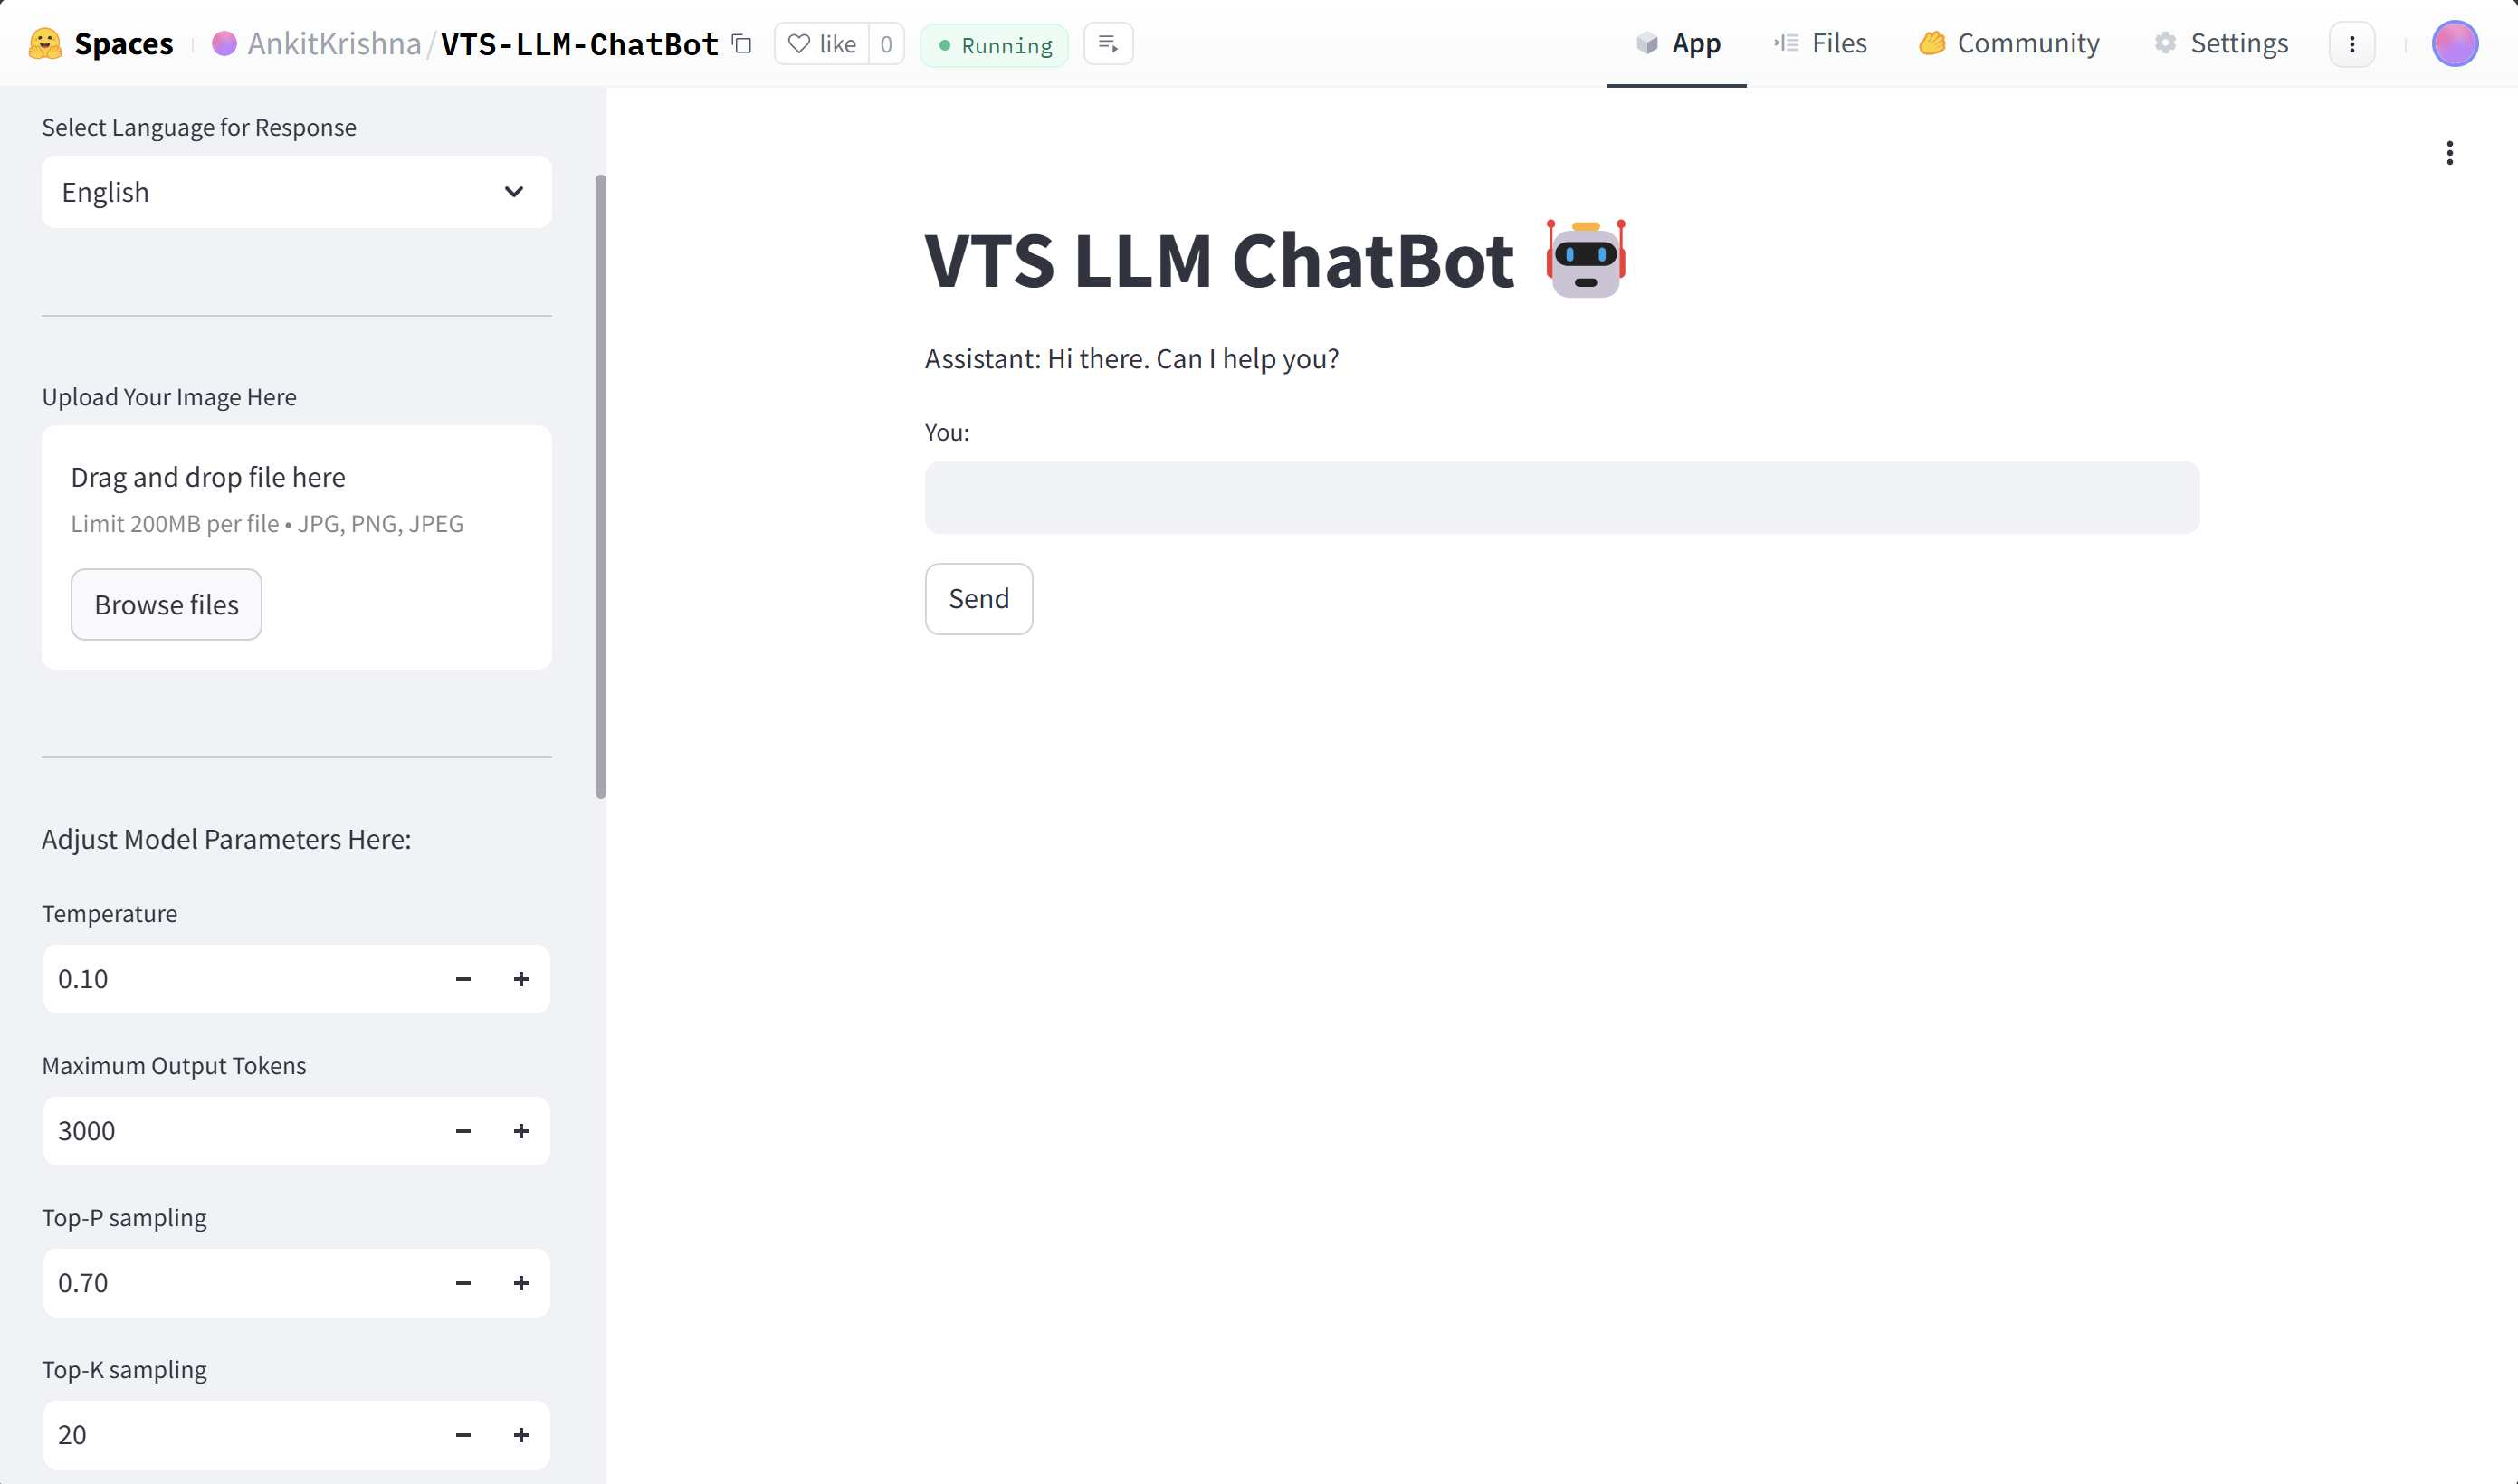 Spaces
AnkitKrishna/VTS-LLM-ChatBot
like 0
Running
App
Files
Community
Settings
Select Language for Response
English
Upload Your Image Here
Drag and drop file here
Limit 200MB per file • JPG, PNG, JPEG
Browse files
Adjust Model Parameters Here:
Temperature
0.10
Maximum Output Tokens
3000
Top-P sampling
0.70
Top-K sampling
20
VTS LLM ChatBot
Assistant: Hi there. Can I help you?
You:
Send